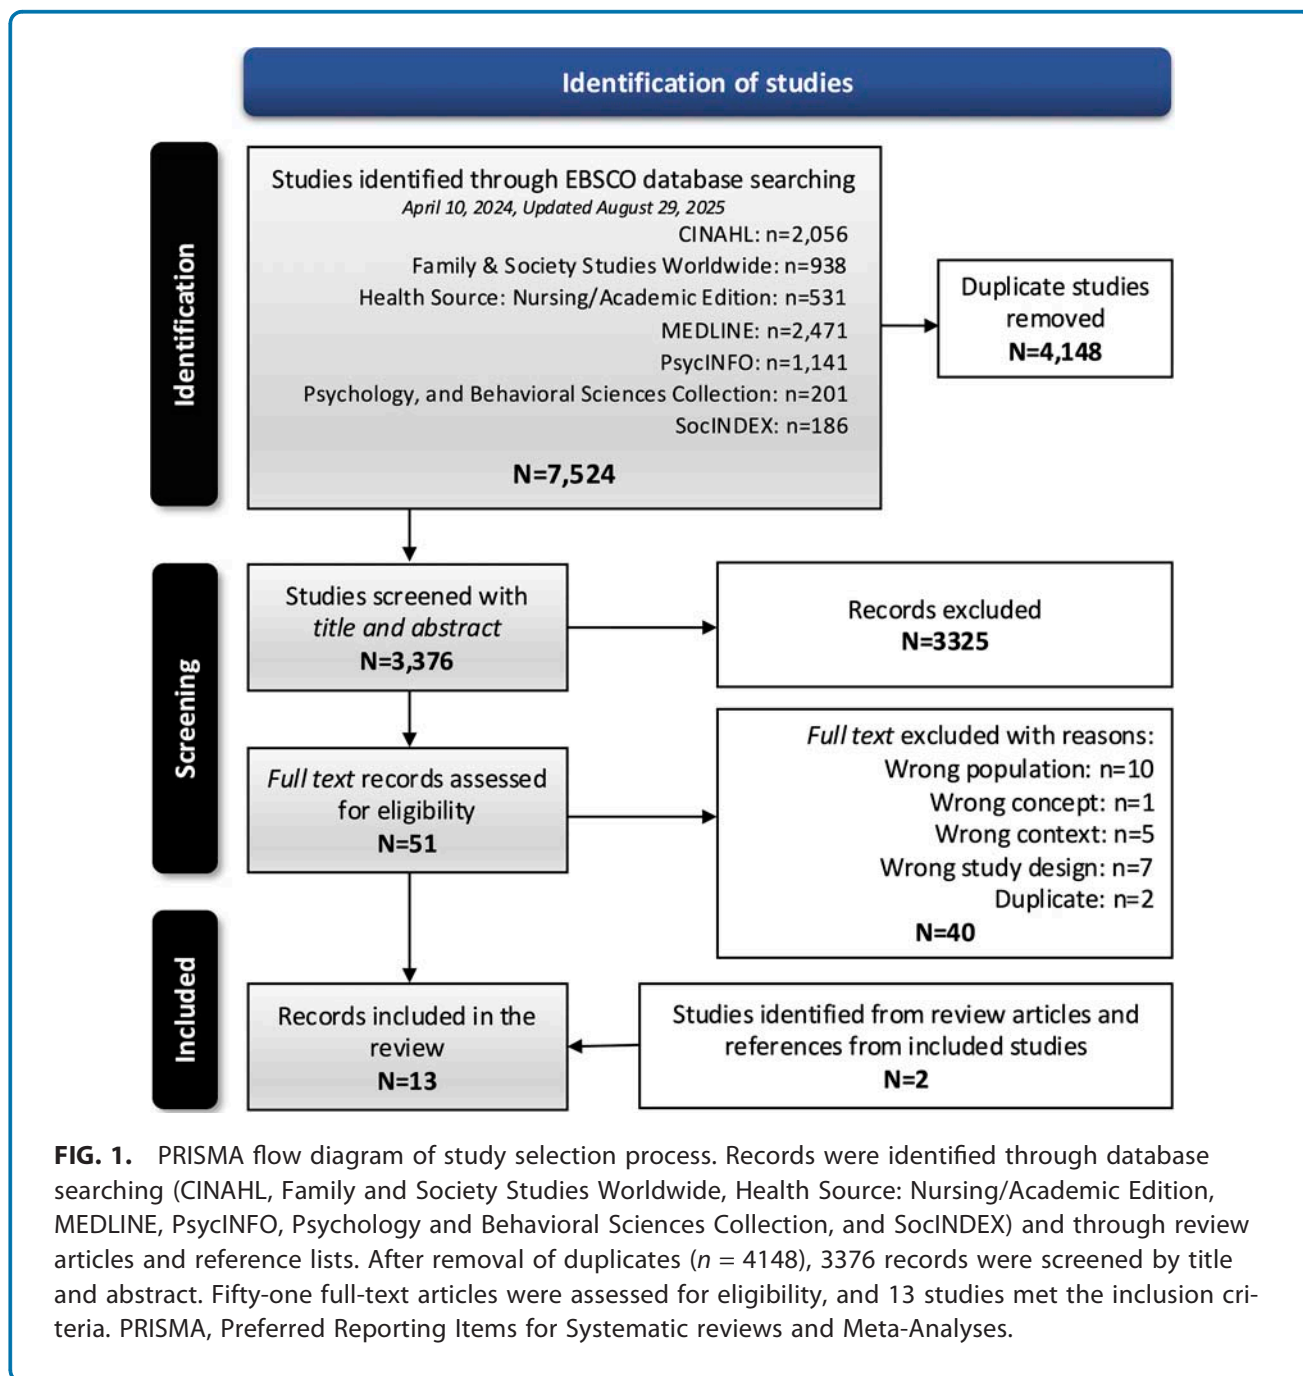 Identification of studies
Identification
Studies identified through EBSCO database searching
April 10, 2024, Updated August 29, 2025
CINAHL: n=2,056
Family & Society Studies Worldwide: n=938
Health Source: Nursing/Academic Edition: n=531
MEDLINE: n=2,471
PsycINFO: n=1,141
Psychology, and Behavioral Sciences Collection: n=201
SocINDEX: n=186
N=7,524
Duplicate studies
removed
N=4,148
Screening
Studies screened with
title and abstract
N=3,376
Records excluded
N=3325
Full text records assessed
for eligibility
N=51
Full text excluded with reasons:
Wrong population: n=10
Wrong concept: n=1
Wrong context: n=5
Wrong study design: n=7
Duplicate: n=2
N=40
Included
Records included in the
review
N=13
Studies identified from review articles and
references from included studies
N=2
FIG. 1. PRISMA flow diagram of study selection process. Records were identified through database
searching (CINAHL, Family and Society Studies Worldwide, Health Source: Nursing/Academic Edition,
MEDLINE, PsycINFO, Psychology and Behavioral Sciences Collection, and SocINDEX) and through review
articles and reference lists. After removal of duplicates (n = 4148), 3376 records were screened by title
and abstract. Fifty-one full-text articles were assessed for eligibility, and 13 studies met the inclusion cri-
teria. PRISMA, Preferred Reporting Items for Systematic reviews and Meta-Analyses.